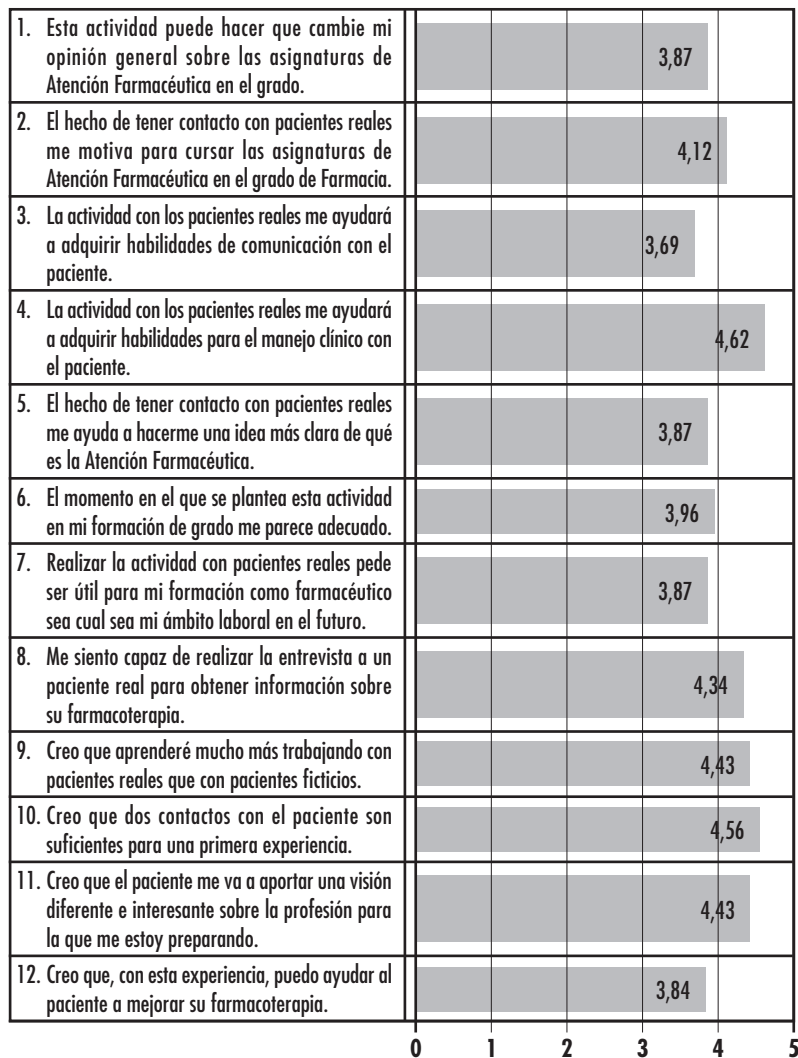 1. Esta actividad puede hacer que cambie mi
opinión general sobre las asignaturas de
Atención Farmacéutica en el grado.
3,87
2. El hecho de tener contacto con pacientes reales
me motiva para cursar las asignaturas de
Atención Farmacéutica en el grado de Farmacia.
4,12
3. La actividad con los pacientes reales me ayudará
a adquirir habilidades de comunicación con el
paciente.
3,69
4. La actividad con los pacientes reales me ayudará
a adquirir habilidades para el manejo clínico con
el paciente.
4,62
5. El hecho de tener contacto con pacientes reales
me ayuda a hacerme una idea más clara de qué
es la Atención Farmacéutica.
3,87
6. El momento en el que se plantea esta actividad
en mi formación de grado me parece adecuado.
3,96
7. Realizar la actividad con pacientes reales pede
ser útil para mi formación como farmacéutico
sea cual sea mi ámbito laboral en el futuro.
3,87
8. Me siento capaz de realizar la entrevista a un
paciente real para obtener información sobre
su farmacoterapia.
4,34
9. Creo que aprenderé mucho más trabajando con
pacientes reales que con pacientes ficticios.
4,43
10. Creo que dos contactos con el paciente son
suficientes para una primera experiencia.
4,56
11. Creo que el paciente me va a aportar una visión
diferente e interesante sobre la profesión para
la que me estoy preparando.
4,43
12. Creo que, con esta experiencia, puedo ayudar al
paciente a mejorar su farmacoterapia.
3,84
0 1 2 3 4 5